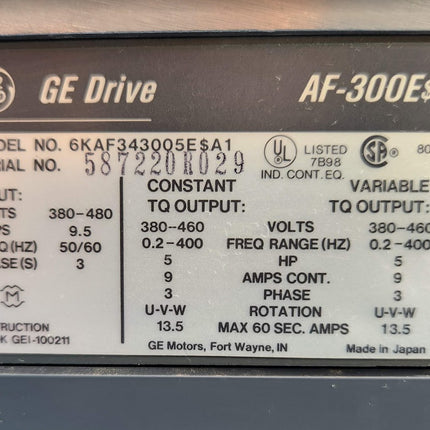 GE Drive AF-300E$
DEL NO. 6KAF343005E$A1
RIAL NO. 587220R029
UL LISTED 7B98 IND. CONT. EQ.
SA ® 80
UT: CONSTANT TQ OUTPUT: VARIABLE TQ OUTPUT:
TS 380-480 380-460 VOLTS 380-460
PS 9.5 0.2-400 FREQ RANGE (HZ) 0.2-400
Q (HZ) 50/60 5 HP 5
SE(S) 3 9 AMPS CONT. 9
3 PHASE 3
U-V-W ROTATION U-V-W
RUCTION 13.5 MAX 60 SEC. AMPS 13.5
K GEI-100211 GE Motors, Fort Wayne, IN Made in Japan